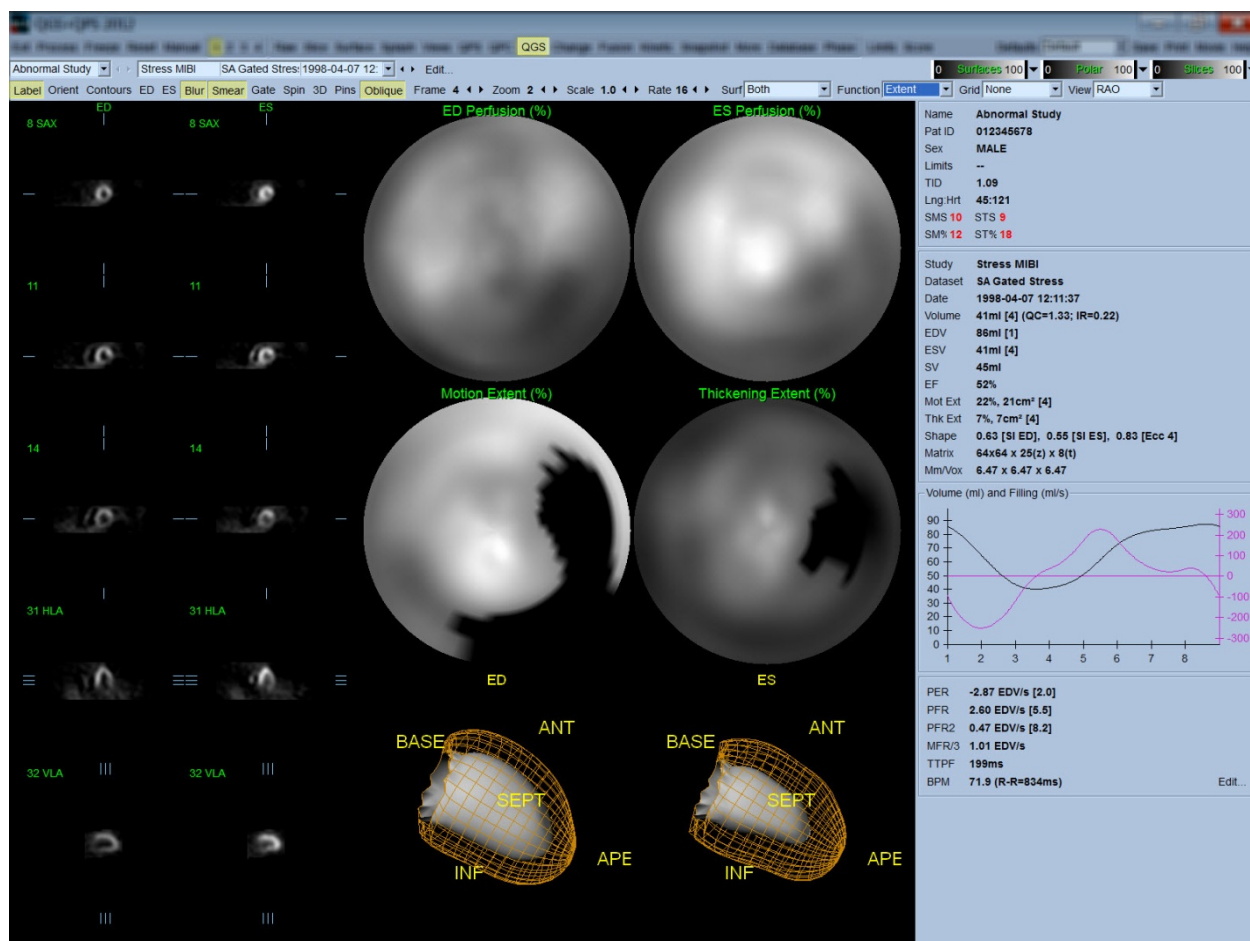 QGS
Abnormal Study Stress MIBI SA Gated Stres: 1998-04-07 12: Edit...
0 Surfaces 100 0 Polar 100 0 Slices 100
Label Orient Contours ED ES Blur Smear Gate Spin 3D Pins Oblique Frame 4 Zoom 2 Scale 1.0 Rate 16 Surf Both Function Extent Grid None View RAO
ED ES
8 SAX 8 SAX
11 11
14 14
31 HLA 31 HLA
32 VLA 32 VLA
ED Perfusion (%) ES Perfusion (%)
Motion Extent (%) Thickening Extent (%)
ED ES
BASE ANT SEPT INF APE
BASE ANT SEPT INF APE
Name Abnormal Study
Pat ID 012345678
Sex MALE
Limits --
TID 1.09
Lng:Hrt 45:121
SMS 10 STS 9
SM% 12 ST% 18
Study Stress MIBI
Dataset SA Gated Stress
Date 1998-04-07 12:11:37
Volume 41ml [4] (QC=1.33; IR=0.22)
EDV 86ml [1]
ESV 41ml [4]
SV 45ml
EF 52%
Mot Ext 22%, 21cm² [4]
Thk Ext 7%, 7cm² [4]
Shape 0.63 [SI ED], 0.55 [SI ES], 0.83 [Ecc 4]
Matrix 64x64 x 25(z) x 8(t)
Mm/Vox 6.47 x 6.47 x 6.47
Volume (ml) and Filling (ml/s)
90 80 70 60 50 40 30 20 10 0
300 200 100 0 -100 -200 -300
1 2 3 4 5 6 7 8
PER -2.87 EDV/s [2.0]
PFR 2.60 EDV/s [5.5]
PFR2 0.47 EDV/s [8.2]
MFR/3 1.01 EDV/s
TTPF 199ms
BPM 71.9 (R-R=834ms) Edit...